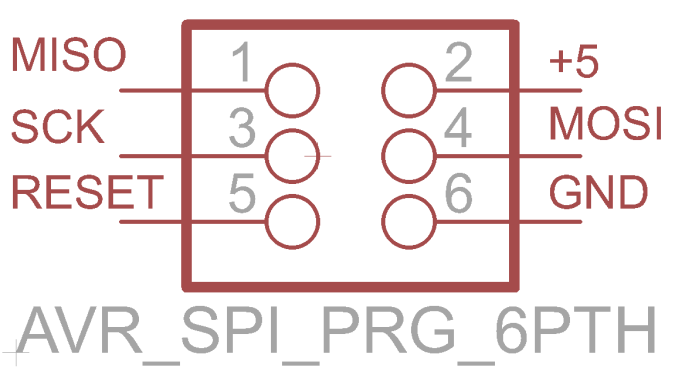 MISO 1 2 +5
SCK 3 4 MOSI
RESET 5 6 GND
AVR_SPI_PRG_6PTH